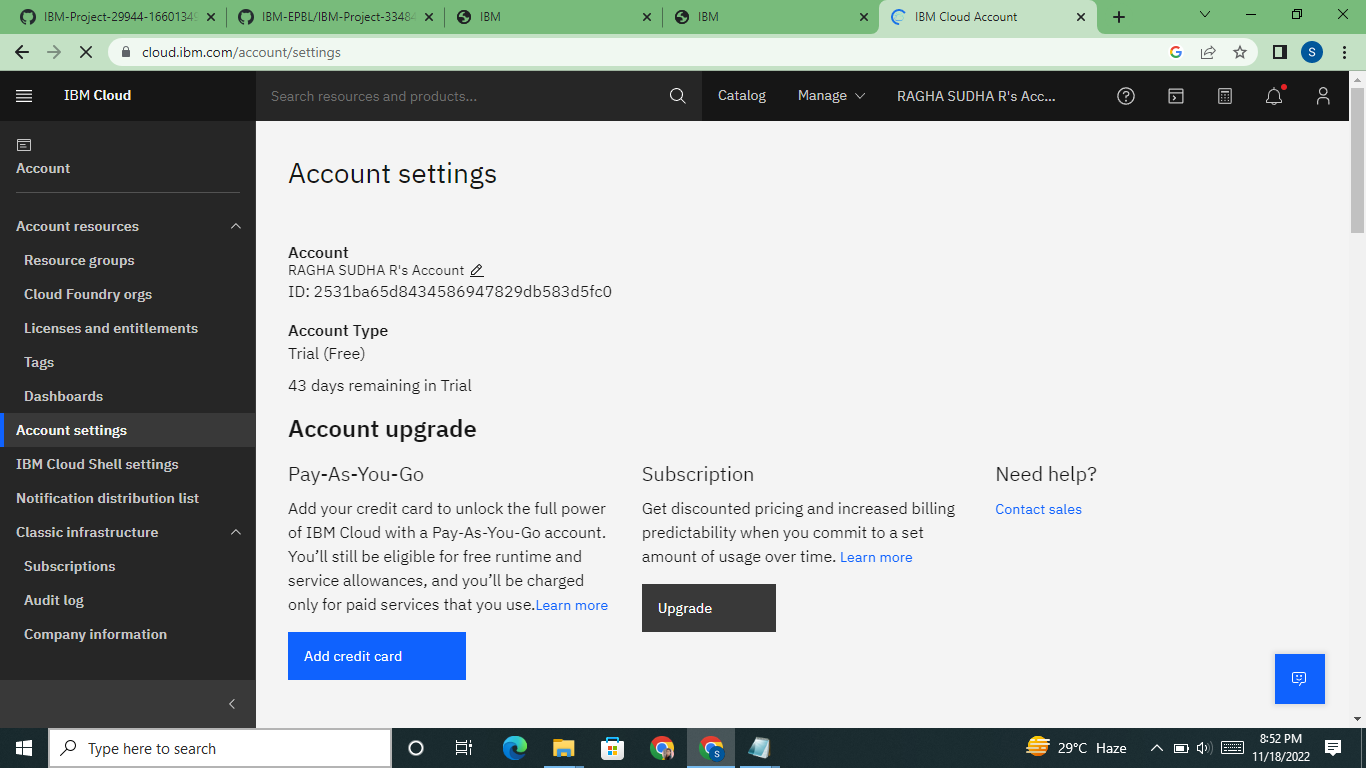 IBM-Project-29944-16601349
IBM-EPBL/IBM-Project-33484
IBM
IBM
IBM Cloud Account
cloud.ibm.com/account/settings
S
IBM Cloud
Search resources and products...
Catalog
Manage
RAGHA SUDHA R's Acc...
Account
Account resources
Resource groups
Cloud Foundry orgs
Licenses and entitlements
Tags
Dashboards
Account settings
IBM Cloud Shell settings
Notification distribution list
Classic infrastructure
Subscriptions
Audit log
Company information
Account settings
Account
RAGHA SUDHA R's Account
ID: 2531ba65d8434586947829db583d5fc0
Account Type
Trial (Free)
43 days remaining in Trial
Account upgrade
Pay-As-You-Go
Add your credit card to unlock the full power
of IBM Cloud with a Pay-As-You-Go account.
You’ll still be eligible for free runtime and
service allowances, and you’ll be charged
only for paid services that you use.Learn more
Add credit card
Subscription
Get discounted pricing and increased billing
predictability when you commit to a set
amount of usage over time. Learn more
Upgrade
Need help?
Contact sales
Type here to search
S
29°C Haze
8:52 PM
11/18/2022